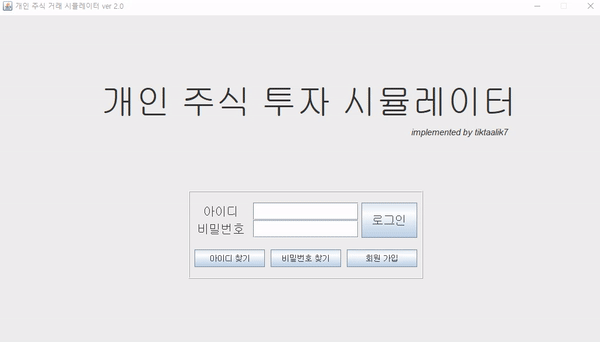 개인 주식 거래 시뮬레이터 ver 2.0
개인 주식 투자 시뮬레이터
implemented by tiktaalik7
아이디
비밀번호
로그인
아이디 찾기 비밀번호 찾기 회원 가입